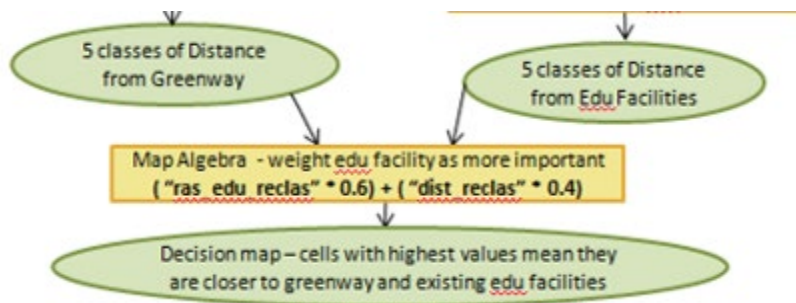 5 classes of Distance
from Greenway
5 classes of Distance
from Edu Facilities
Map Algebra - weight edu facility as more important
( “ras_edu_reclas” * 0.6) + ( “dist_reclas” * 0.4)
Decision map – cells with highest values mean they
are closer to greenway and existing edu facilities